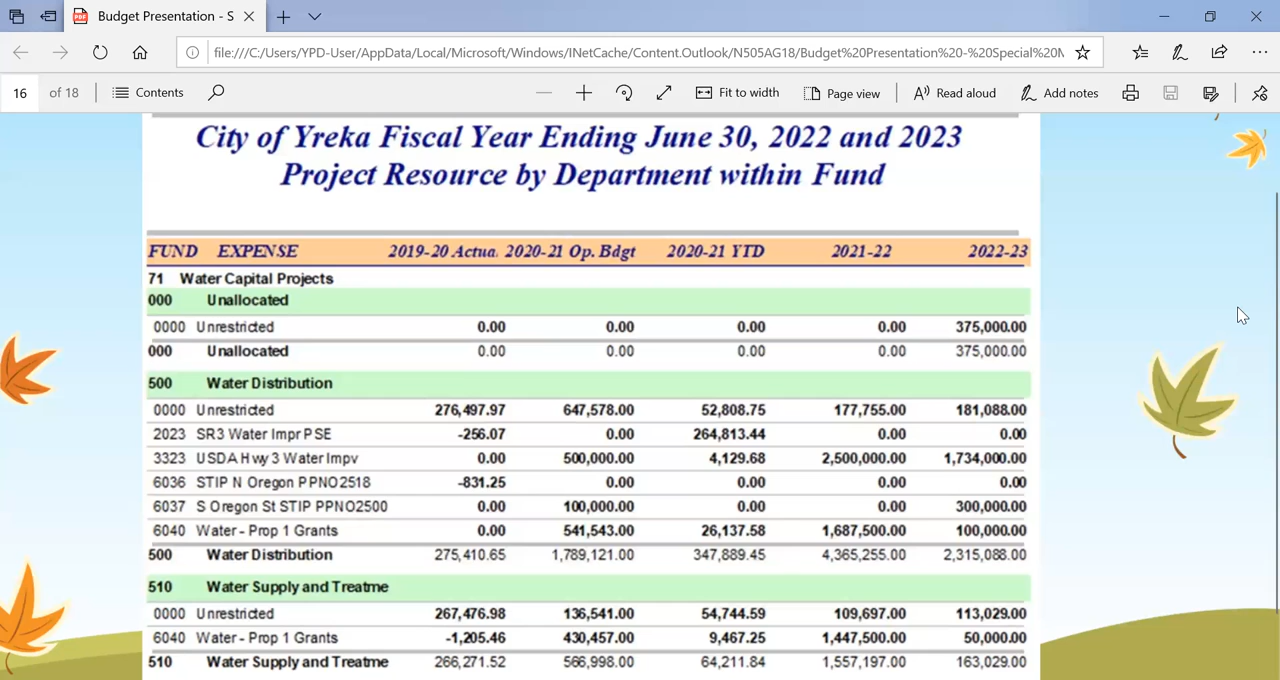 Budget Presentation - S
file:///C:/Users/YPD-User/AppData/Local/Microsoft/Windows/INetCache/Content.Outlook/N505AG18/Budget%20Presentation%20-%20Special%20M
16 of 18 Contents Fit to width Page view Read aloud Add notes
City of Yreka Fiscal Year Ending June 30, 2022 and 2023
Project Resource by Department within Fund
FUND EXPENSE 2019-20 Actua. 2020-21 Op. Bdgt 2020-21 YTD 2021-22 2022-23
71 Water Capital Projects
000 Unallocated
0000 Unrestricted 0.00 0.00 0.00 0.00 375,000.00
000 Unallocated 0.00 0.00 0.00 0.00 375,000.00
500 Water Distribution
0000 Unrestricted 276,497.97 647,578.00 52,808.75 177,755.00 181,088.00
2023 SR3 Water Impr PSE -256.07 0.00 264,813.44 0.00 0.00
3323 USDA Hwy 3 Water Impv 0.00 500,000.00 4,129.68 2,500,000.00 1,734,000.00
6036 STIP N Oregon PPNO2518 -831.25 0.00 0.00 0.00 0.00
6037 S Oregon St STIP PPNO2500 0.00 100,000.00 0.00 0.00 300,000.00
6040 Water - Prop 1 Grants 0.00 541,543.00 26,137.58 1,687,500.00 100,000.00
500 Water Distribution 275,410.65 1,789,121.00 347,889.45 4,365,255.00 2,315,088.00
510 Water Supply and Treatme
0000 Unrestricted 267,476.98 136,541.00 54,744.59 109,697.00 113,029.00
6040 Water - Prop 1 Grants -1,205.46 430,457.00 9,467.25 1,447,500.00 50,000.00
510 Water Supply and Treatme 266,271.52 566,998.00 64,211.84 1,557,197.00 163,029.00